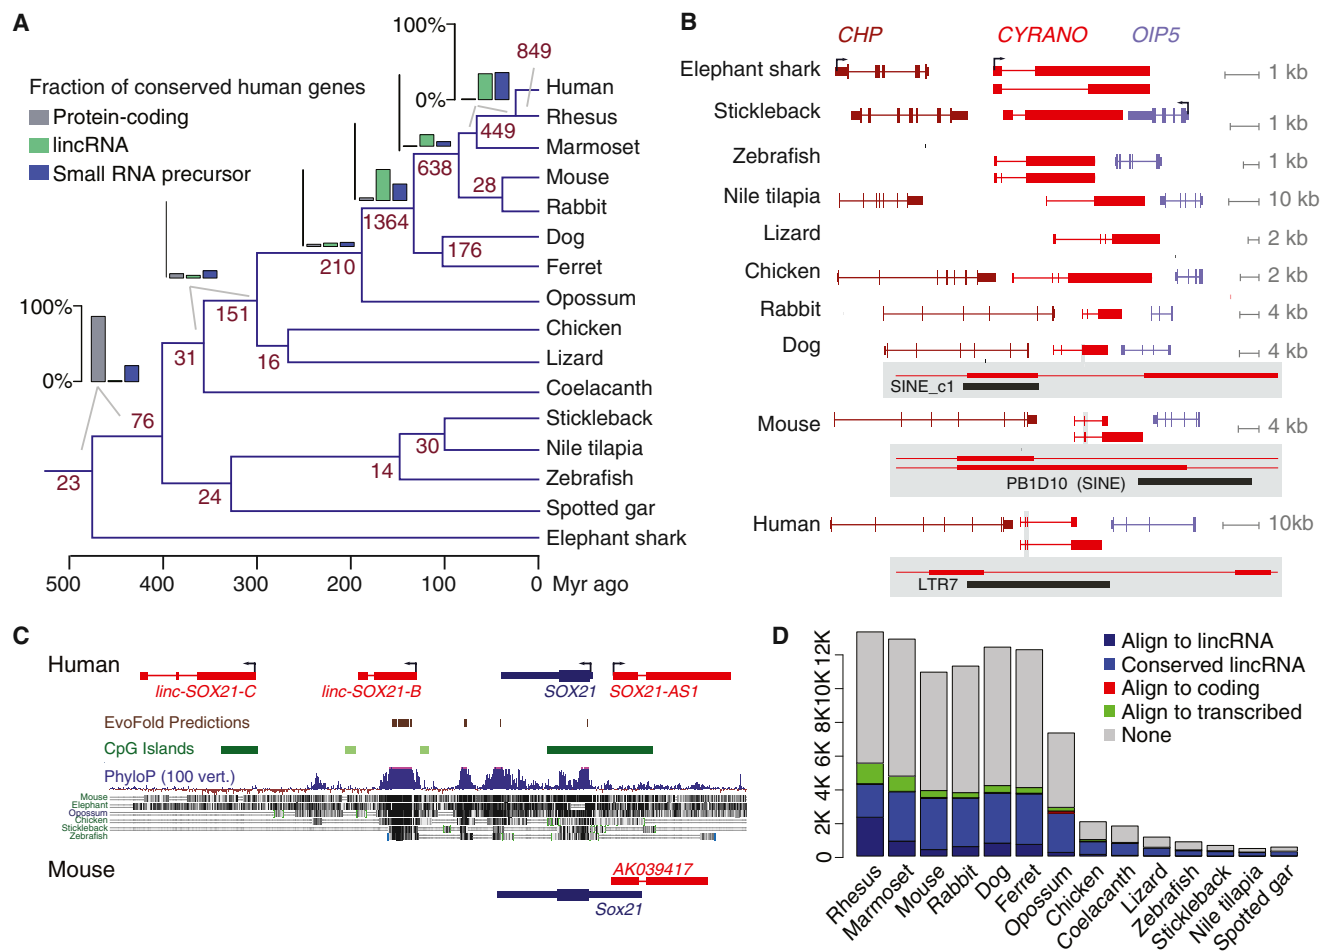 A
Fraction of conserved human genes
Protein-coding
lincRNA
Small RNA precursor
100%
0%
100%
0%
849
449
638
28
1364
176
210
151
16
31
76
30
14
24
23
Human
Rhesus
Marmoset
Mouse
Rabbit
Dog
Ferret
Opossum
Chicken
Lizard
Coelacanth
Stickleback
Nile tilapia
Zebrafish
Spotted gar
Elephant shark
500 400 300 200 100 0 Myr ago
B
CHP CYRANO OIP5
Elephant shark 1 kb
Stickleback 1 kb
Zebrafish 1 kb
Nile tilapia 10 kb
Lizard 2 kb
Chicken 2 kb
Rabbit 4 kb
Dog 4 kb
SINE_c1
Mouse 4 kb
PB1D10 (SINE)
Human 10kb
LTR7
C
Human
linc-SOX21-C linc-SOX21-B SOX21 SOX21-AS1
EvoFold Predictions
CpG Islands
PhyloP (100 vert.)
Mouse
Elephant
Opossum
Chicken
Stickleback
Zebrafish
Mouse
AK039417
Sox21
D
Align to lincRNA
Conserved lincRNA
Align to coding
Align to transcribed
None
12K
10K
8K
6K
4K
2K
0
Rhesus
Marmoset
Mouse
Rabbit
Dog
Ferret
Opossum
Chicken
Coelacanth
Lizard
Zebrafish
Stickleback
Nile tilapia
Spotted gar